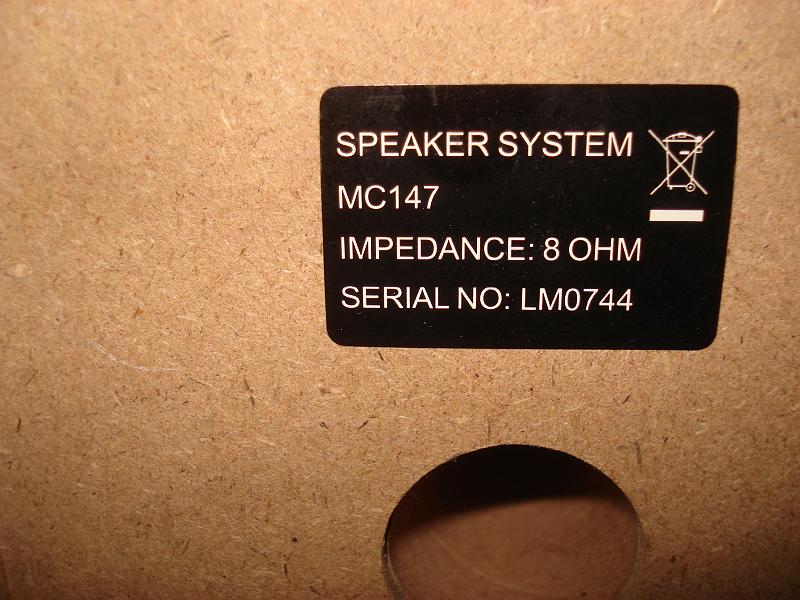 SPEAKER SYSTEM
MC147
IMPEDANCE: 8 OHM
SERIAL NO: LM0744